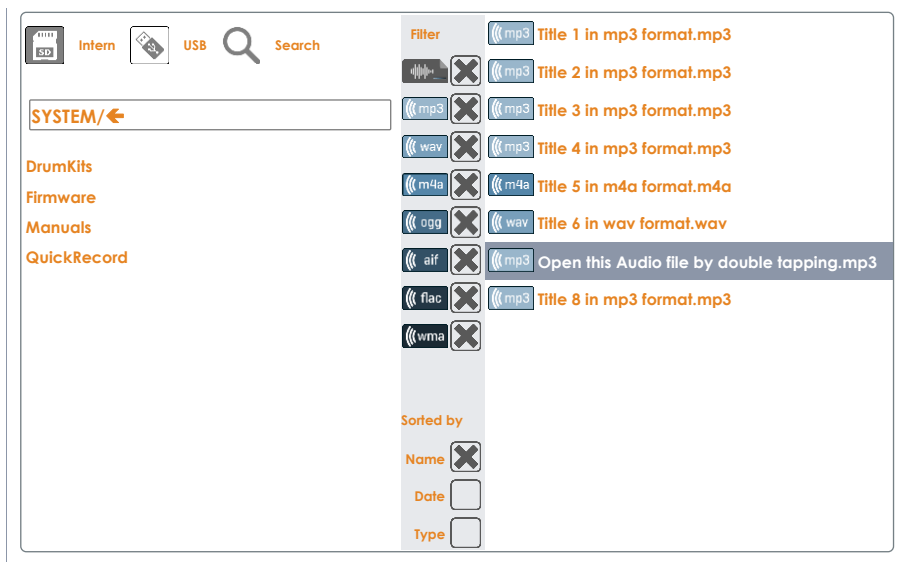 SD Intern USB Search
SYSTEM/
DrumKits
Firmware
Manuals
QuickRecord
Filter
mp3
wav
m4a
ogg
aif
flac
wma
Sorted by
Name
Date
Type
mp3 Title 1 in mp3 format.mp3
mp3 Title 2 in mp3 format.mp3
mp3 Title 3 in mp3 format.mp3
mp3 Title 4 in mp3 format.mp3
m4a Title 5 in m4a format.m4a
wav Title 6 in wav format.wav
mp3 Open this Audio file by double tapping.mp3
mp3 Title 8 in mp3 format.mp3